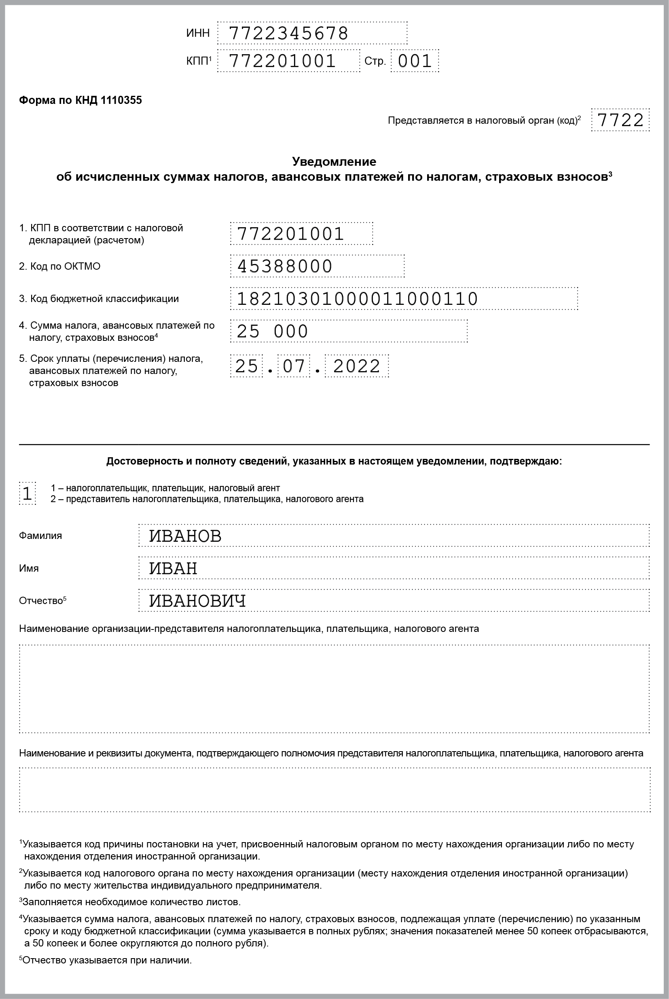 ИНН 7722345678
КПП¹ 772201001 Стр. 001
Форма по КНД 1110355
Представляется в налоговый орган (код)² 7722
Уведомление
об исчисленных суммах налогов, авансовых платежей по налогам, страховых взносов³
1. КПП в соответствии с налоговой
декларацией (расчетом)
772201001
2. Код по ОКТМО 45388000
3. Код бюджетной классификации 18210301000011000110
4. Сумма налога, авансовых платежей по
налогу, страховых взносов⁴
25 000
5. Срок уплаты (перечисления) налога,
авансовых платежей по налогу,
страховых взносов
25.07.2022
Достоверность и полноту сведений, указанных в настоящем уведомлении, подтверждаю:
1
1 – налогоплательщик, плательщик, налоговый агент
2 – представитель налогоплательщика, плательщика, налогового агента
Фамилия ИВАНОВ
Имя ИВАН
Отчество⁵ ИВАНОВИЧ
Наименование организации-представителя налогоплательщика, плательщика, налогового агента
Наименование и реквизиты документа, подтверждающего полномочия представителя налогоплательщика, плательщика, налогового агента
¹Указывается код причины постановки на учет, присвоенный налоговым органом по месту нахождения организации либо по месту
нахождения отделения иностранной организации.
²Указывается код налогового органа по месту нахождения организации (месту нахождения отделения иностранной организации)
либо по месту жительства индивидуального предпринимателя.
³Заполняется необходимое количество листов.
⁴Указывается сумма налога, авансовых платежей по налогу, страховых взносов, подлежащая уплате (перечислению) по указанным
сроку и коду бюджетной классификации (сумма указывается в полных рублях; значения показателей менее 50 копеек отбрасываются,
а 50 копеек и более округляются до полного рубля).
⁵Отчество указывается при наличии.